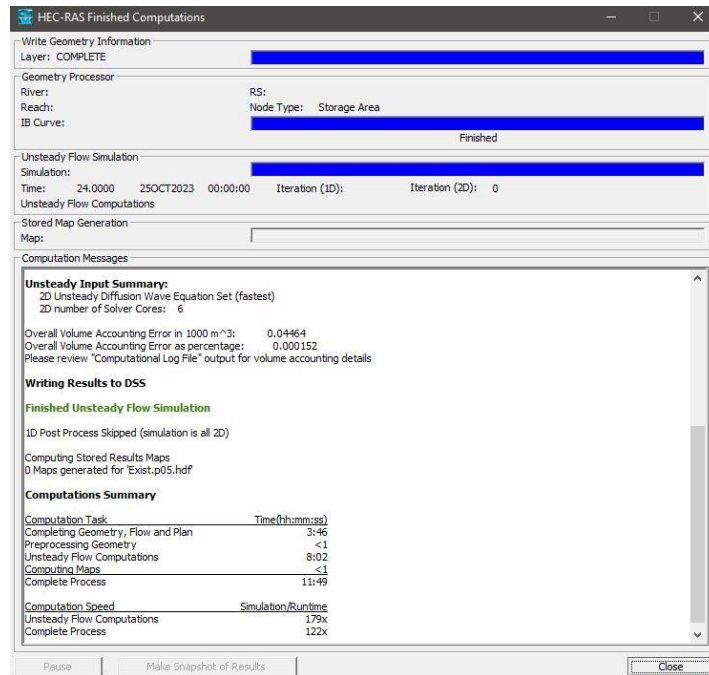 HEC-RAS Finished Computations
Write Geometry Information
Layer: COMPLETE
Geometry Processor
River: RS:
Reach: Node Type: Storage Area
IB Curve:
Finished
Unsteady Flow Simulation
Simulation:
Time: 24.0000 25OCT2023 00:00:00 Iteration (1D): Iteration (2D): 0
Unsteady Flow Computations
Stored Map Generation
Map:
Computation Messages
Unsteady Input Summary:
2D Unsteady Diffusion Wave Equation Set (fastest)
2D number of Solver Cores: 6
Overall Volume Accounting Error in 1000 m^3: 0.04464
Overall Volume Accounting Error as percentage: 0.000152
Please review "Computational Log File" output for volume accounting details
Writing Results to DSS
Finished Unsteady Flow Simulation
1D Post Process Skipped (simulation is all 2D)
Computing Stored Results Maps
0 Maps generated for 'Exist.p05.hdf'
Computations Summary
Computation Task Time(hh:mm:ss)
Completing Geometry, Flow and Plan 3:46
Preprocessing Geometry <1
Unsteady Flow Computations 8:02
Computing Maps <1
Complete Process 11:49
Computation Speed Simulation/Runtime
Unsteady Flow Computations 179x
Complete Process 122x
Pause Make Snapshot of Results Close